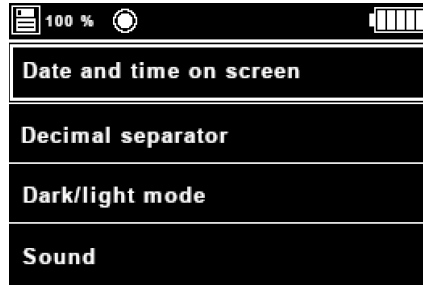 100 %
Date and time on screen
Decimal separator
Dark/light mode
Sound